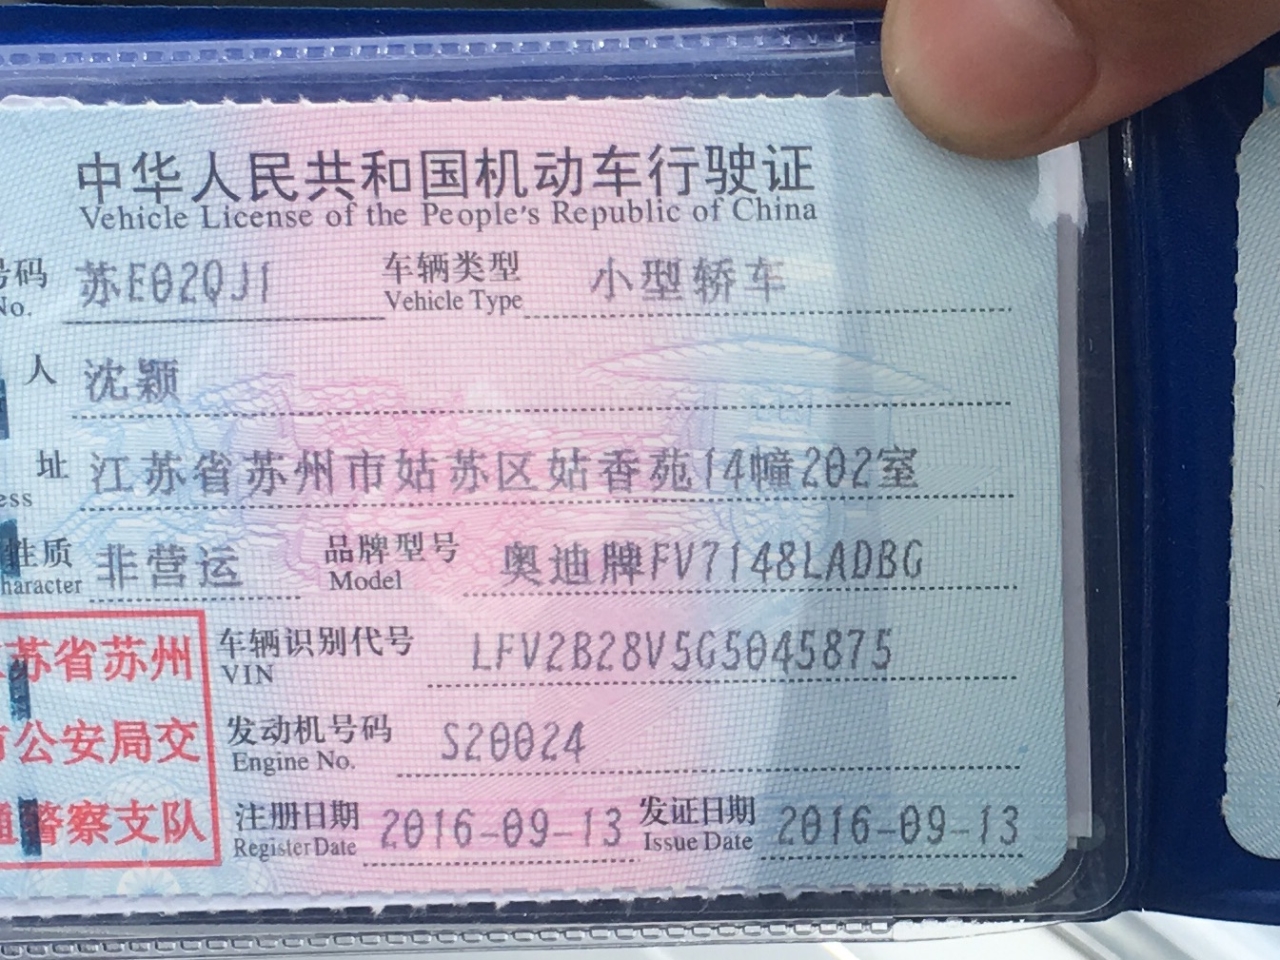 中华人民共和国机动车行驶证
Vehicle License of the People's Republic of China
号码 苏E02QJ1 车辆类型 小型轿车
No. Vehicle Type
人 沈颖
址 江苏省苏州市姑苏区姑香苑14幢202室
ess
性质 非营运 品牌型号 奥迪牌FV7148LADBG
haracter Model
苏省苏州 车辆识别代号 LFV2B28V5G5045875
VIN
公安局交 发动机号码 S20024
Engine No.
警察支队 注册日期 2016-09-13 发证日期 2016-09-13
Register Date Issue Date